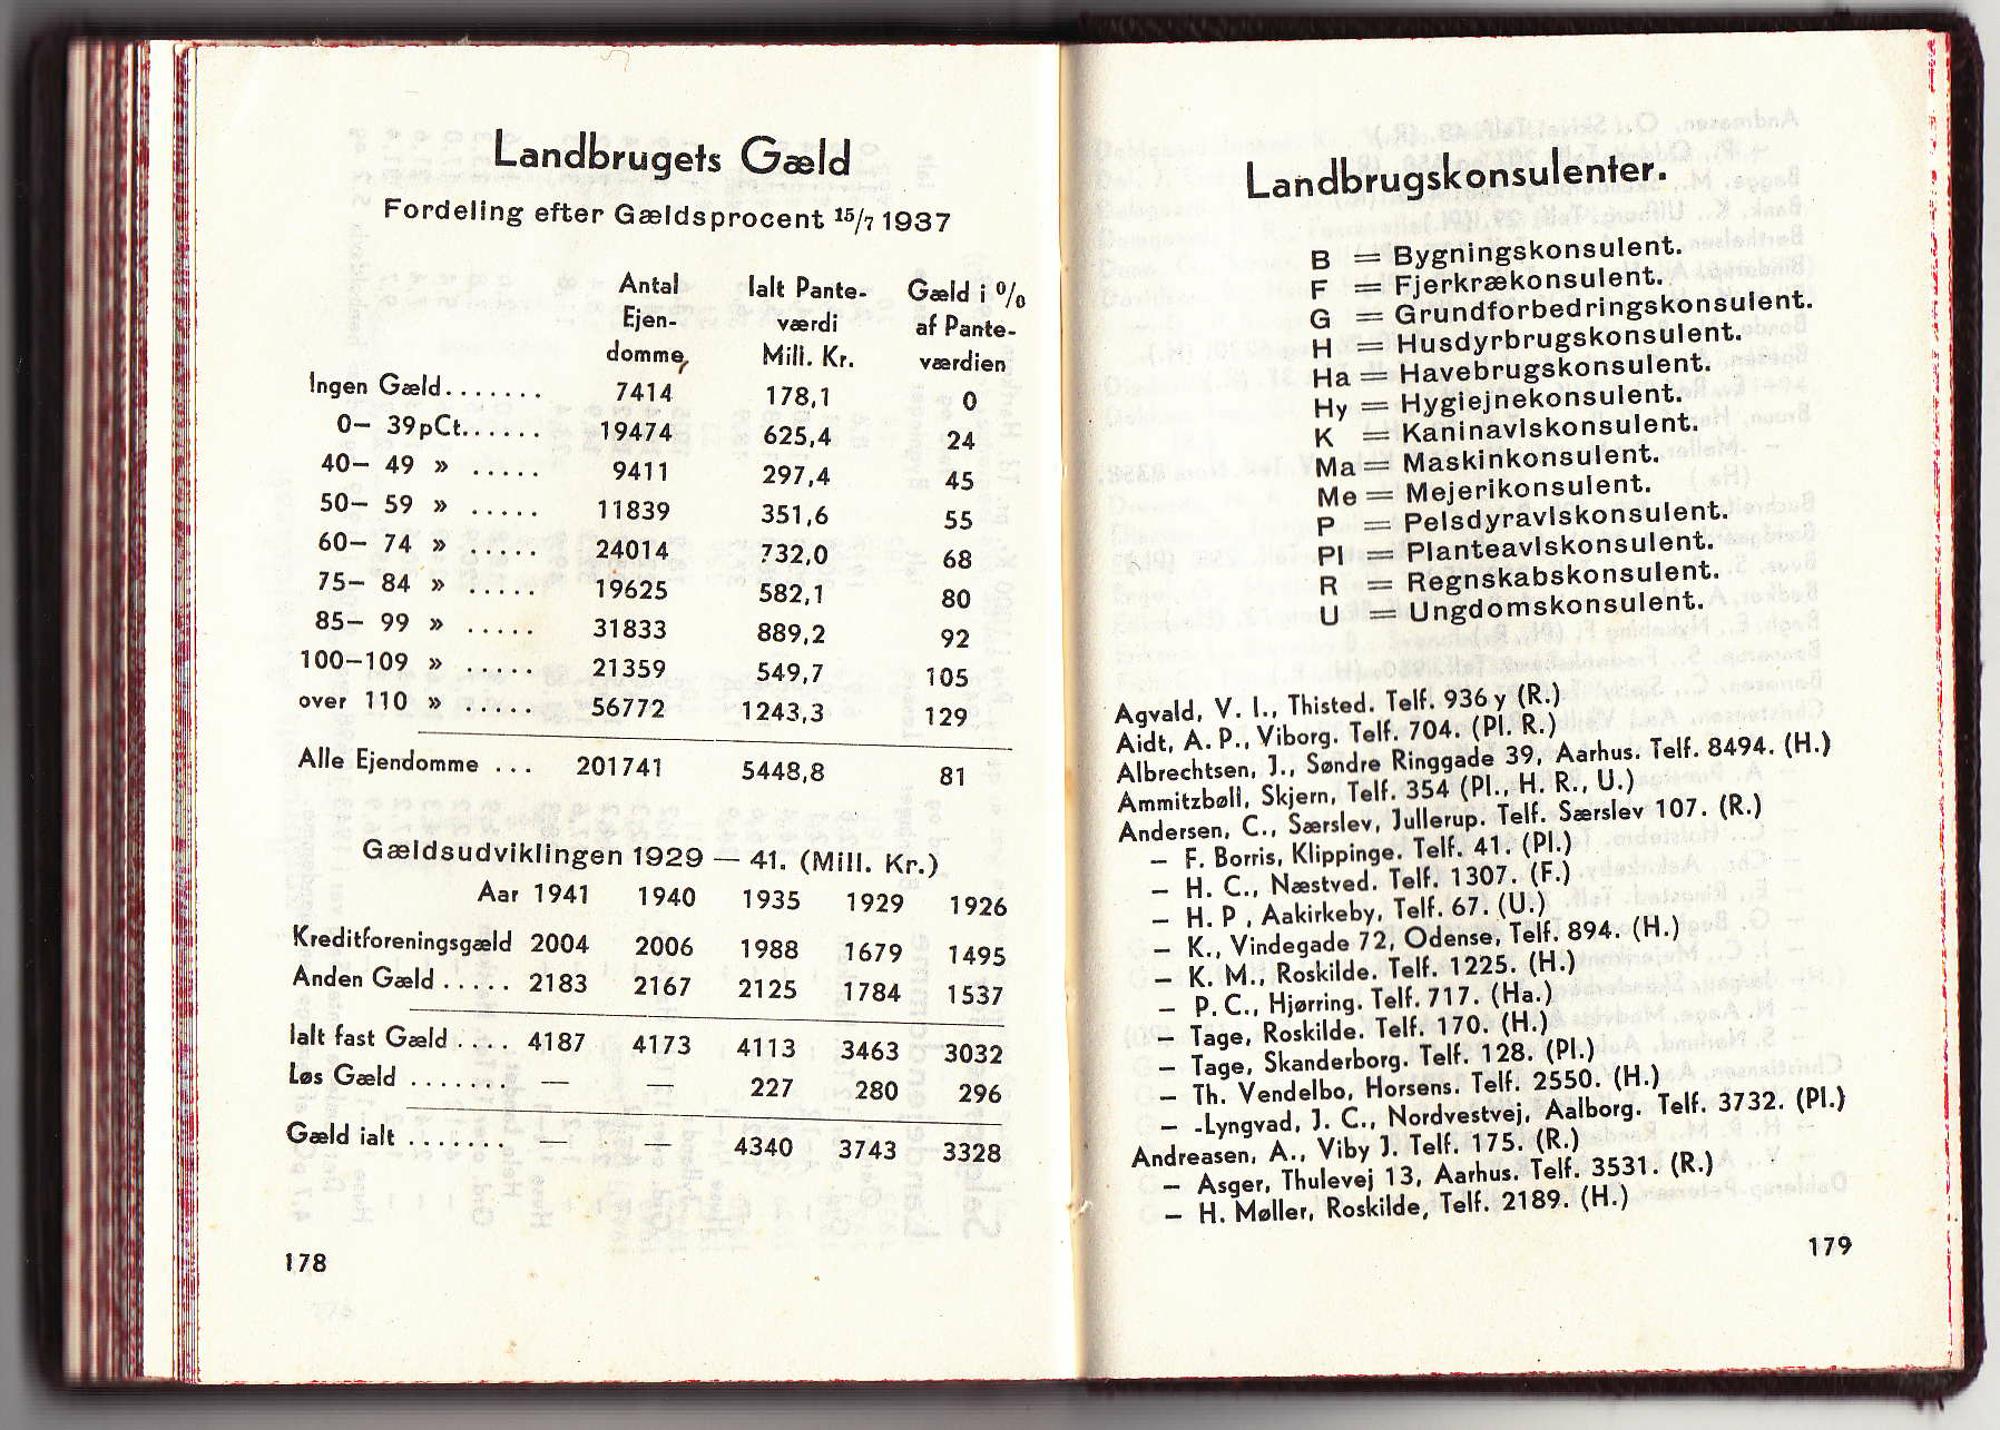 Landbrugets Gæld
Fordeling efter Gældsprocent 15/7 1937
Antal Ialt Pante- Gæld i %
Ejen- værdi af Pante-
domme, Mill. Kr. værdien
Ingen Gæld....... 7414 178,1 0
0— 39 pCt...... 19474 625,4 24
40— 49 » ..... 9411 297,4 45
50— 59 » ..... 11839 351,6 55
60— 74 » ..... 24014 732,0 68
75— 84 » ..... 19625 582,1 80
85— 99 » ..... 31833 889,2 92
100—109 » ..... 21359 549,7 105
over 110 » ..... 56772 1243,3 129
Alle Ejendomme ... 201741 5448,8 81
Gældsudviklingen 1929 — 41. (Mill. Kr.)
Aar 1941 1940 1935 1929 1926
Kreditforeningsgæld 2004 2006 1988 1679 1495
Anden Gæld ..... 2183 2167 2125 1784 1537
Ialt fast Gæld .... 4187 4173 4113 3463 3032
Løs Gæld ....... — — 227 280 296
Gæld ialt ....... — — 4340 3743 3328
178
Landbrugskonsulenter.
B = Bygningskonsulent.
F = Fjerkrækonsulent.
G = Grundforbedringskonsulent.
H = Husdyrbrugskonsulent.
Ha = Havebrugskonsulent.
Hy = Hygiejnekonsulent.
K = Kaninavlskonsulent.
Ma = Maskinkonsulent.
Me = Mejerikonsulent.
P = Pelsdyravlskonsulent.
Pl = Planteavlskonsulent.
R = Regnskabskonsulent.
U = Ungdomskonsulent.
Agvald, V. I., Thisted. Telf. 936 y (R.)
Aidt, A. P., Viborg. Telf. 704. (Pl. R.)
Albrechtsen, J., Søndre Ringgade 39, Aarhus. Telf. 8494. (H.)
Ammitzbøll, Skjern, Telf. 354 (Pl., H. R., U.)
Andersen, C., Særslev, Jullerup. Telf. Særslev 107. (R.)
— F. Borris, Klippinge. Telf. 41. (Pl.)
— H. C., Næstved. Telf. 1307. (F.)
— H. P , Aakirkeby, Telf. 67. (U.)
— K., Vindegade 72, Odense, Telf. 894. (H.)
— K. M., Roskilde. Telf. 1225. (H.)
— P. C., Hjørring. Telf. 717. (Ha.)
— Tage, Roskilde. Telf. 170. (H.)
— Tage, Skanderborg. Telf. 128. (Pl.)
— Th. Vendelbo, Horsens. Telf. 2550. (H.)
— -Lyngvad, J. C., Nordvestvej, Aalborg. Telf. 3732. (Pl.)
Andreasen, A., Viby J. Telf. 175. (R.)
— Asger, Thulevej 13, Aarhus. Telf. 3531. (R.)
— H. Møller, Roskilde, Telf. 2189. (H.)
179